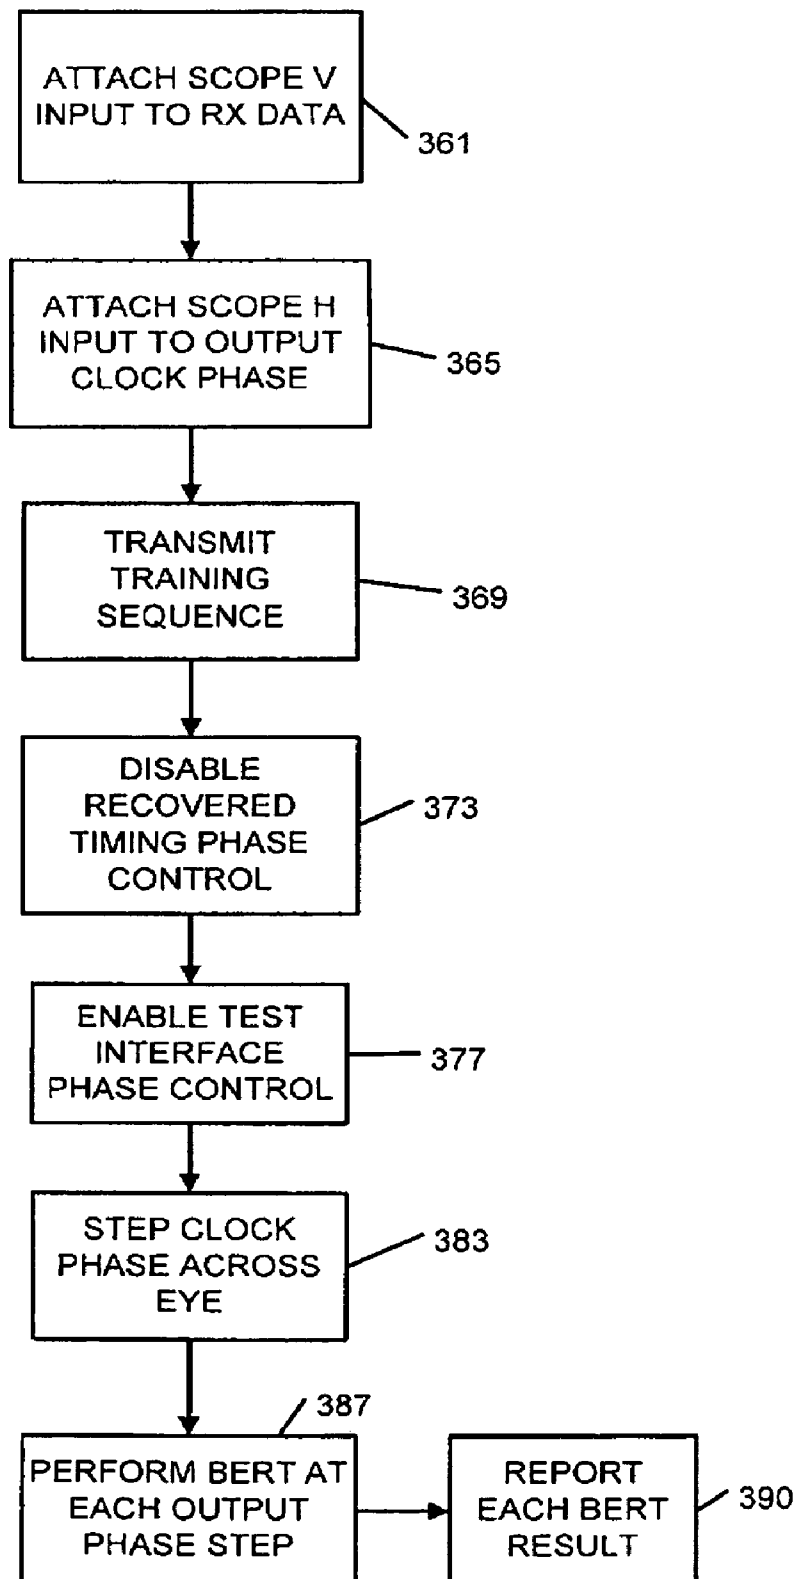 ATTACH SCOPE V
INPUT TO RX DATA
361
ATTACH SCOPE H
INPUT TO OUTPUT
CLOCK PHASE
365
TRANSMIT
TRAINING
SEQUENCE
369
DISABLE
RECOVERED
TIMING PHASE
CONTROL
373
ENABLE TEST
INTERFACE
PHASE CONTROL
377
STEP CLOCK
PHASE ACROSS
EYE
383
387
PERFORM BERT AT
EACH OUTPUT
PHASE STEP
REPORT
EACH BERT
RESULT
390